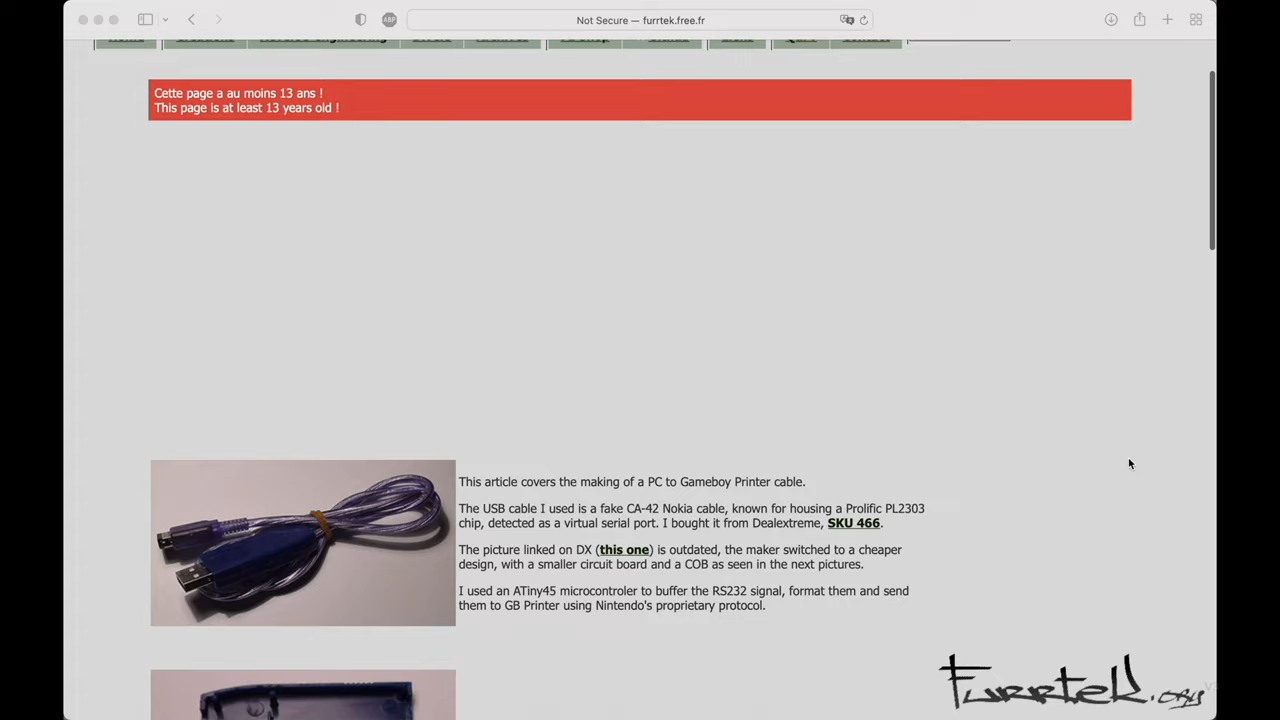 Not Secure — furrtek.free.fr
ABP
Cette page a au moins 13 ans !
This page is at least 13 years old !
This article covers the making of a PC to Gameboy Printer cable.
The USB cable I used is a fake CA-42 Nokia cable, known for housing a Prolific PL2303
chip, detected as a virtual serial port. I bought it from Dealextreme, SKU 466.
The picture linked on DX (this one) is outdated, the maker switched to a cheaper
design, with a smaller circuit board and a COB as seen in the next pictures.
I used an ATiny45 microcontroler to buffer the RS232 signal, format them and send
them to GB Printer using Nintendo's proprietary protocol.
Furrtek.org